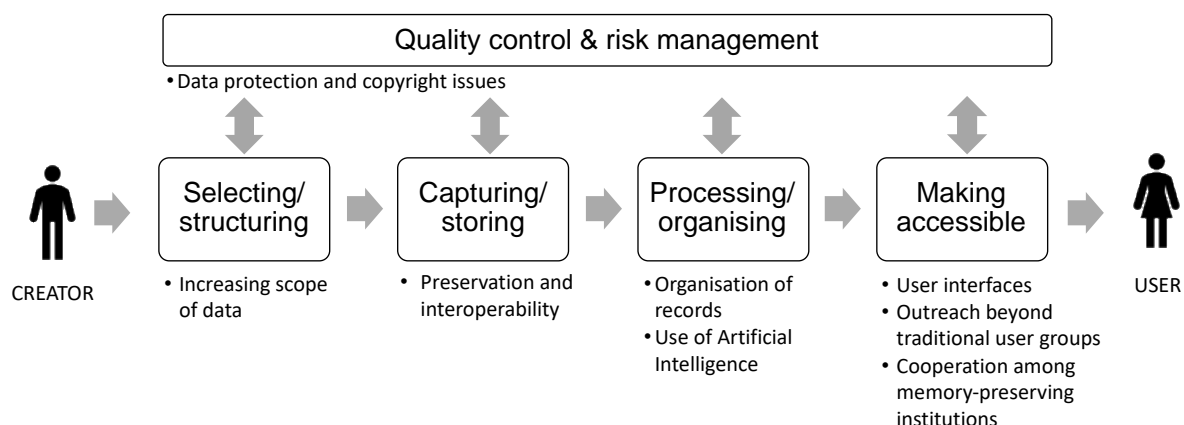 Quality control & risk management
• Data protection and copyright issues
CREATOR
Selecting/
structuring
• Increasing scope
of data
Capturing/
storing
• Preservation and
interoperability
Processing/
organising
• Organisation of
records
• Use of Artificial
Intelligence
Making
accessible
• User interfaces
• Outreach beyond
traditional user groups
• Cooperation among
memory-preserving
institutions
USER